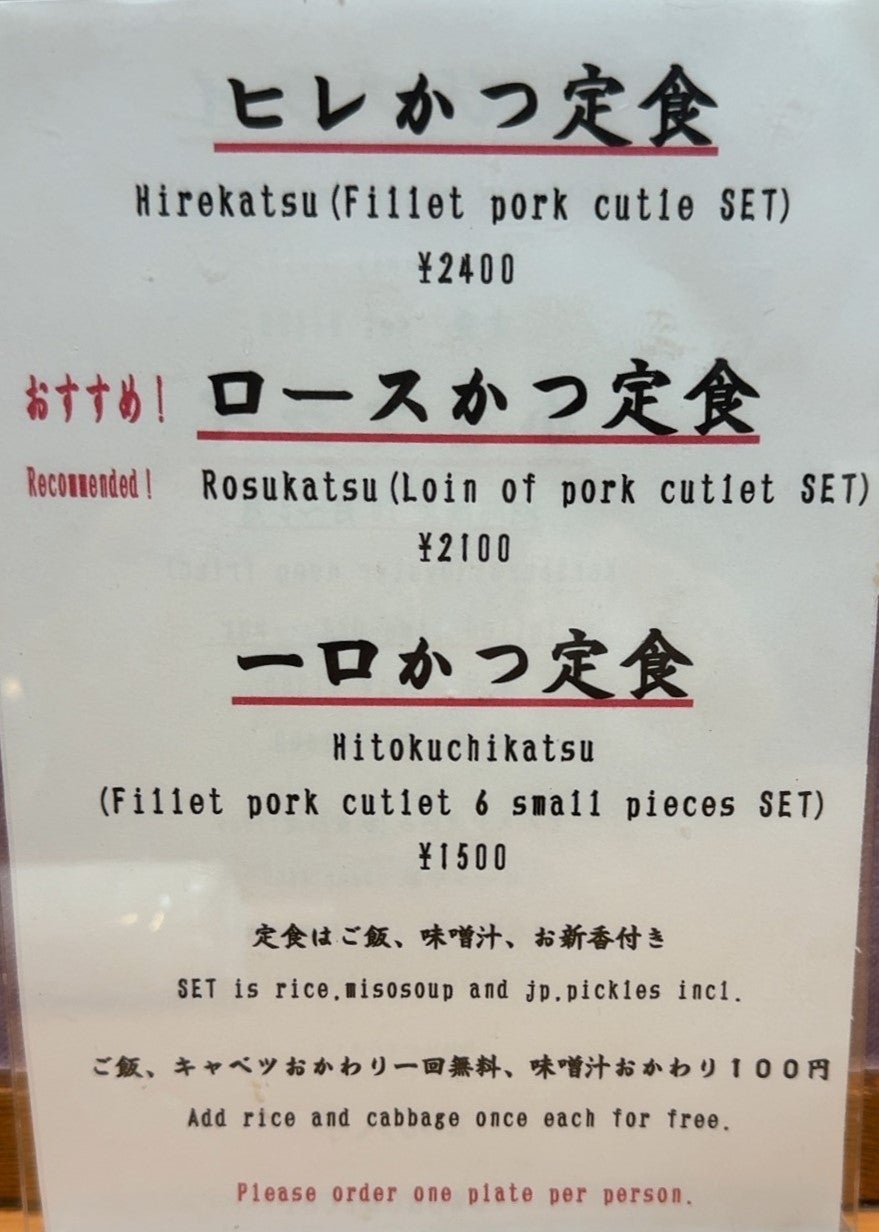 ヒレかつ定食
Hirekatsu(Fillet pork cutle SET)
¥2400
おすすめ! ロースかつ定食
Recommended! Rosukatsu(Loin of pork cutlet SET)
¥2100
一口かつ定食
Hitokuchikatsu
(Fillet pork cutlet 6 small pieces SET)
¥1500
定食はご飯、味噌汁、お新香付き
SET is rice.misosoup and jp.pickles incl.
ご飯、キャベツおかわり一回無料、味噌汁おかわり100円
Add rice and cabbage once each for free.
Please order one plate per person.